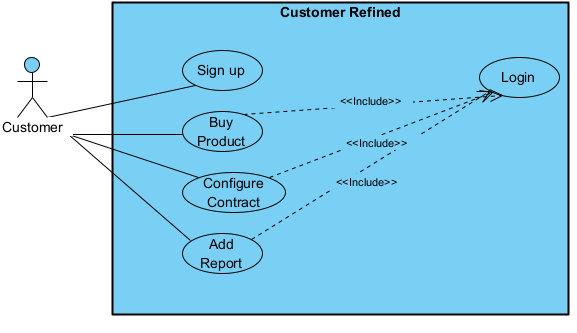 Customer Refined
Sign up
Login
Customer
Buy
Product
<<Include>>
<<Include>>
Configure
Contract
<<Include>>
Add
Report